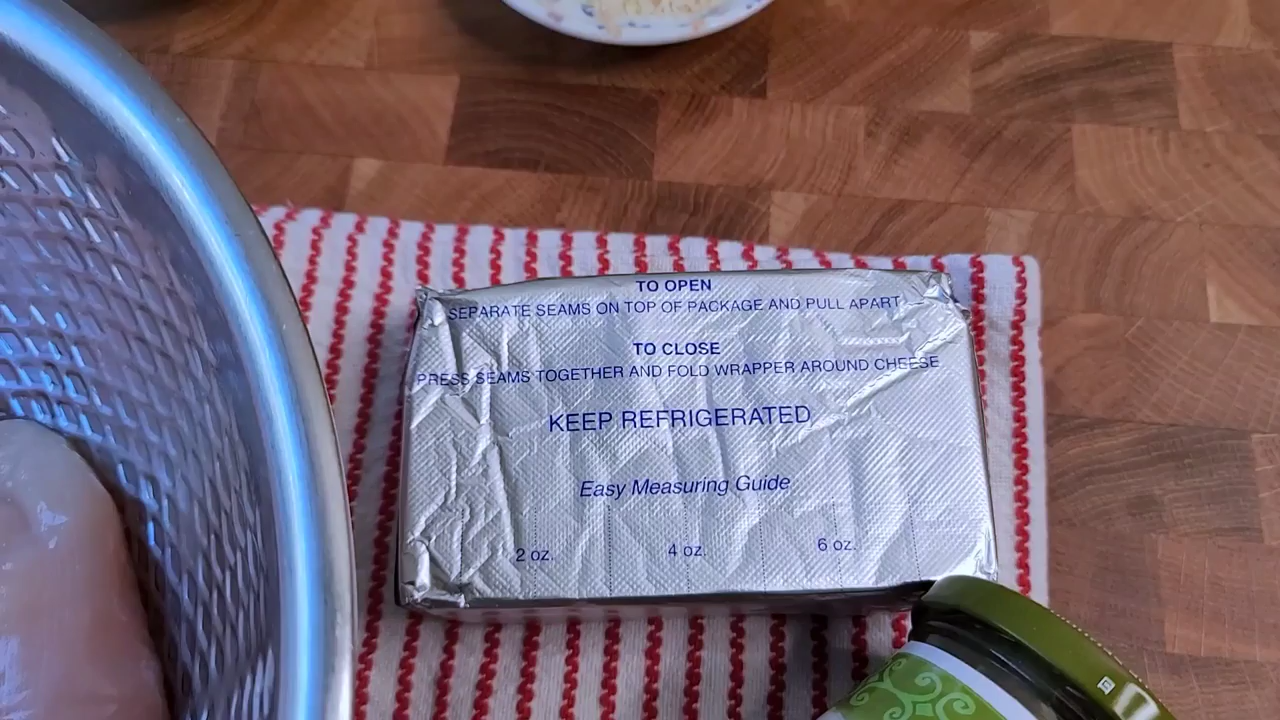 TO OPEN
SEPARATE SEAMS ON TOP OF PACKAGE AND PULL APART
TO CLOSE
PRESS SEAMS TOGETHER AND FOLD WRAPPER AROUND CHEESE
KEEP REFRIGERATED
Easy Measuring Guide
2 oz. 4 oz. 6 oz.